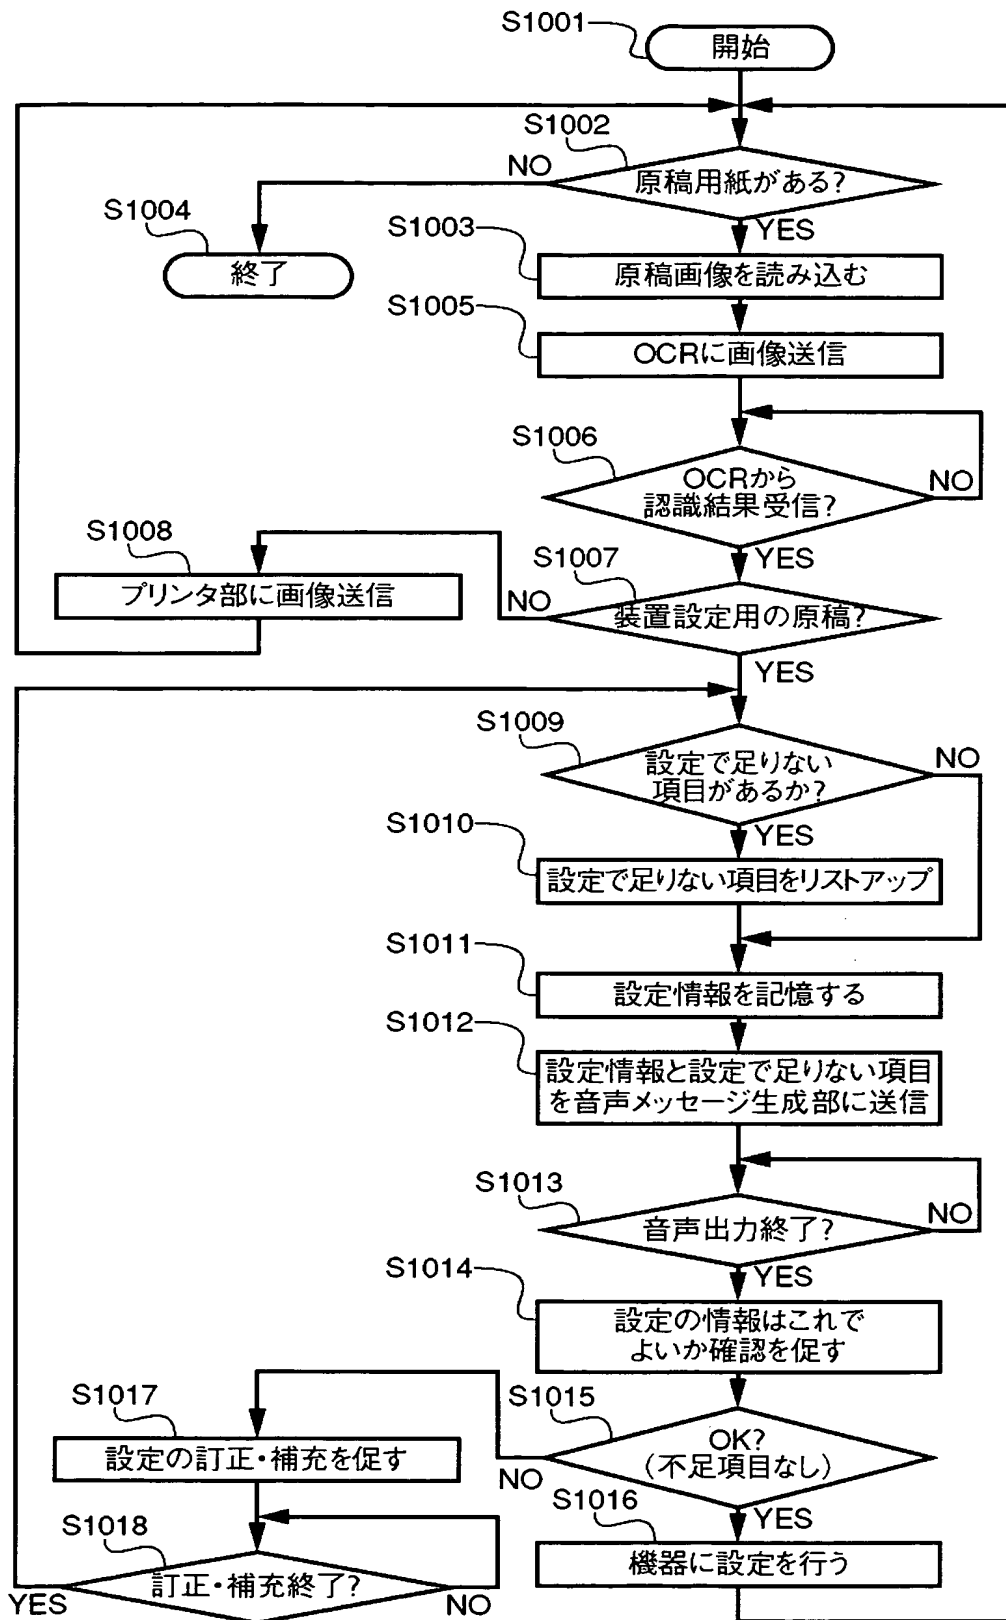 S1001
開始
S1002
NO
原稿用紙がある?
YES
S1004
終了
S1003
原稿画像を読み込む
S1005
OCRに画像送信
S1006
OCRから
認識結果受信?
NO
YES
S1008
プリンタ部に画像送信
S1007
NO
装置設定用の原稿?
YES
S1009
設定で足りない
項目があるか?
NO
YES
S1010
設定で足りない項目をリストアップ
S1011
設定情報を記憶する
S1012
設定情報と設定で足りない項目
を音声メッセージ生成部に送信
S1013
音声出力終了?
NO
YES
S1014
設定の情報はこれで
よいか確認を促す
S1015
OK?
(不足項目なし)
NO
YES
S1017
設定の訂正・補充を促す
S1016
機器に設定を行う
S1018
訂正・補充終了?
YES
NO